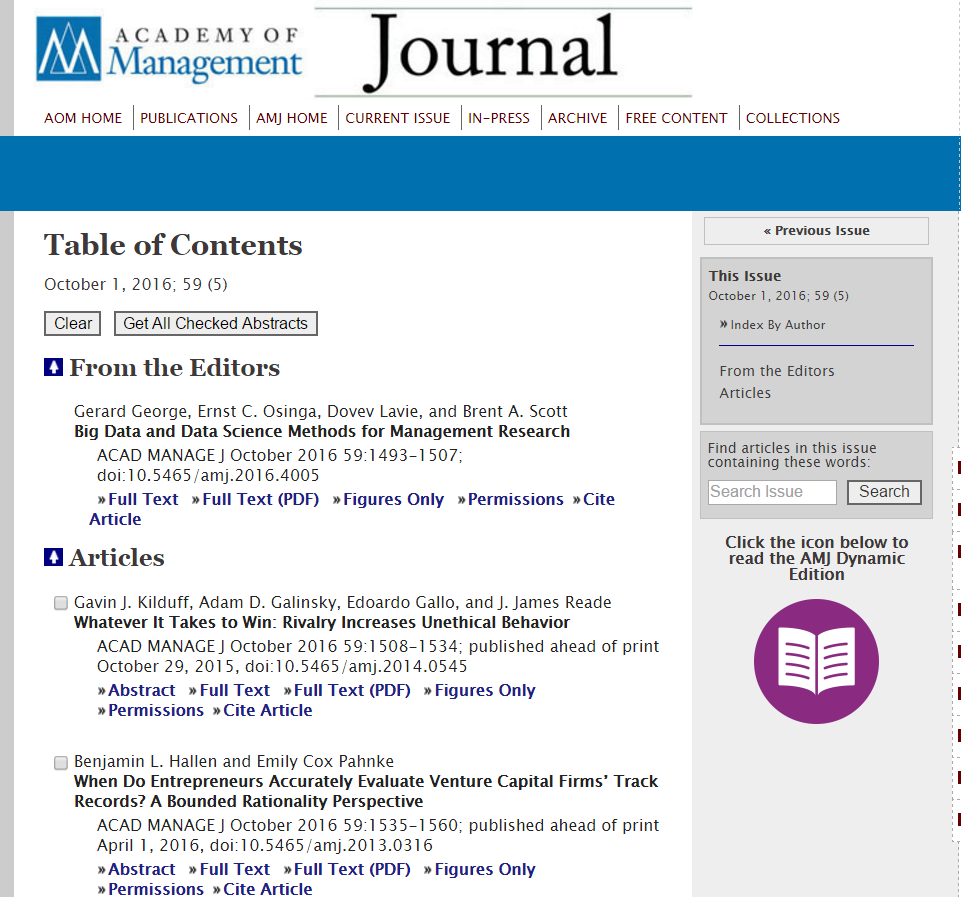 ACADEMY OF
Management
Journal
AOM HOME PUBLICATIONS AMJ HOME CURRENT ISSUE IN-PRESS ARCHIVE FREE CONTENT COLLECTIONS
Table of Contents
October 1, 2016; 59 (5)
Clear Get All Checked Abstracts
From the Editors
Gerard George, Ernst C. Osinga, Dovev Lavie, and Brent A. Scott
Big Data and Data Science Methods for Management Research
ACAD MANAGE J October 2016 59:1493-1507;
doi:10.5465/amj.2016.4005
»Full Text »Full Text (PDF) »Figures Only »Permissions »Cite
Article
Articles
Gavin J. Kilduff, Adam D. Galinsky, Edoardo Gallo, and J. James Reade
Whatever It Takes to Win: Rivalry Increases Unethical Behavior
ACAD MANAGE J October 2016 59:1508-1534; published ahead of print
October 29, 2015, doi:10.5465/amj.2014.0545
»Abstract »Full Text »Full Text (PDF) »Figures Only
»Permissions »Cite Article
Benjamin L. Hallen and Emily Cox Pahnke
When Do Entrepreneurs Accurately Evaluate Venture Capital Firms' Track
Records? A Bounded Rationality Perspective
ACAD MANAGE J October 2016 59:1535-1560; published ahead of print
April 1, 2016, doi:10.5465/amj.2013.0316
»Abstract »Full Text »Full Text (PDF) »Figures Only
»Permissions »Cite Article
« Previous Issue
This Issue
October 1, 2016; 59 (5)
» Index By Author
From the Editors
Articles
Find articles in this issue
containing these words:
Search Issue Search
Click the icon below to
read the AMJ Dynamic
Edition